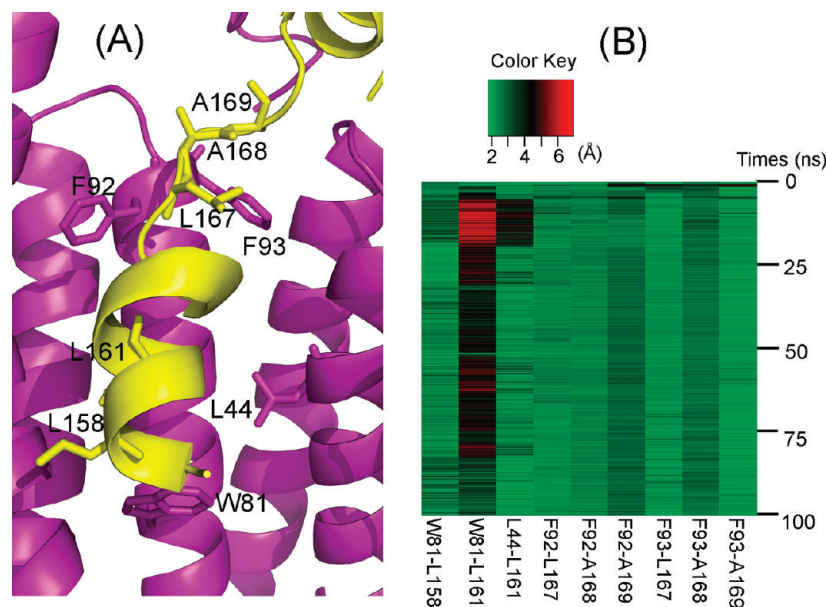 (A)
A169
A168
F92
L167
F93
L161
L44
L158
W81
(B)
Color Key
2 4 6 (Å)
Times (ns)
0
25
50
75
100
W81-L158
W81-L161
L44-L161
F92-L167
F92-A168
F92-A169
F93-L167
F93-A168
F93-A169